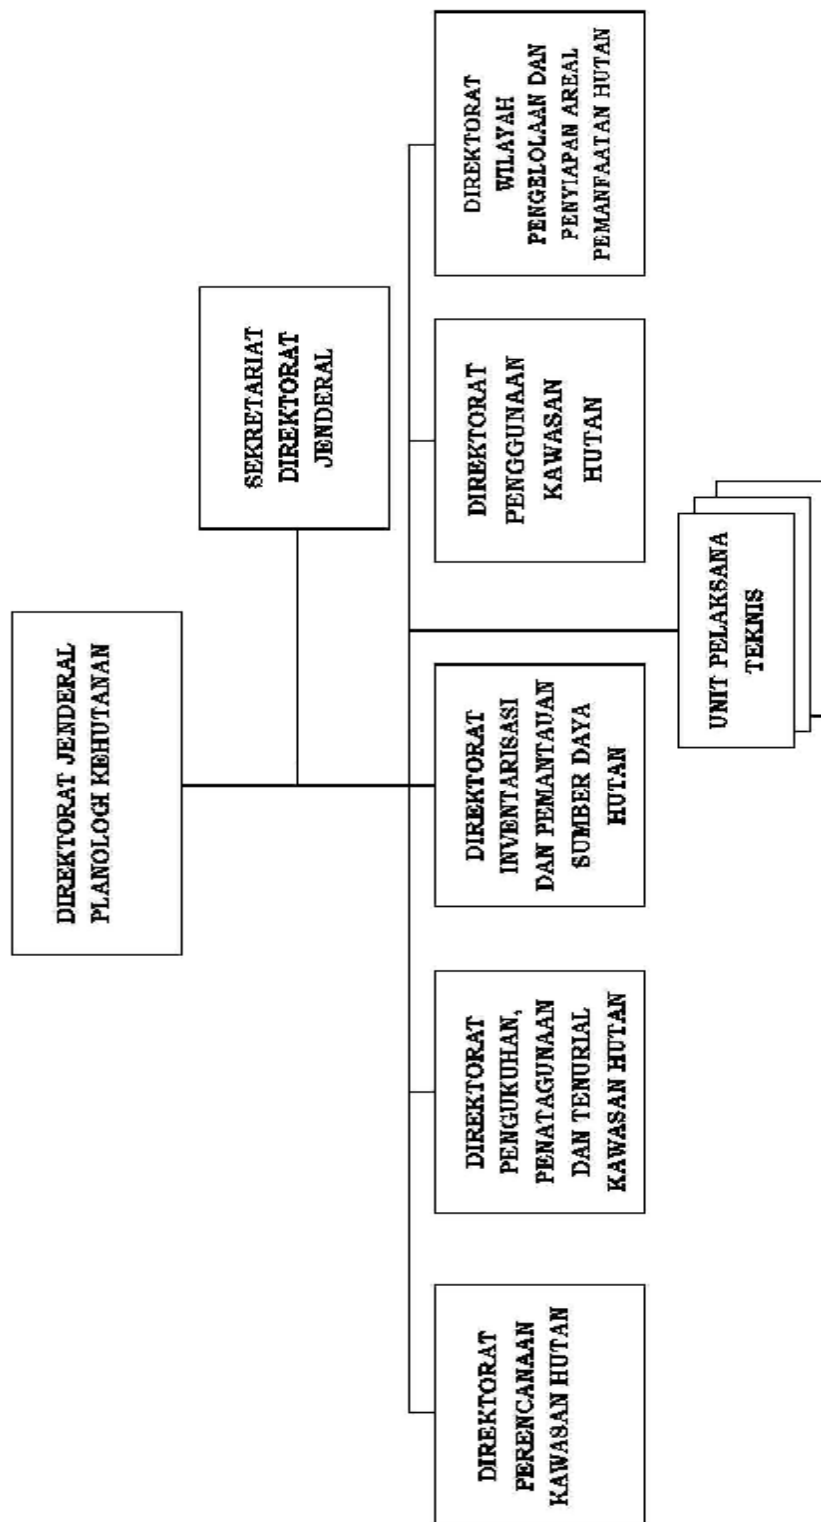 DIREKTORAT JENDERAL
PLANOLOGI KEHUTANAN
SEKRETARIAT
DIREKTORAT
JENDERAL
DIREKTORAT
PERENCANAAN
KAWASAN HUTAN
DIREKTORAT
PENGUKUHAN,
PENATAGUNAAN
DAN TENURIAL
KAWASAN HUTAN
DIREKTORAT
INVENTARISASI
DAN PEMANTAUAN
SUMBER DAYA
HUTAN
DIREKTORAT
PENGGUNAAN
KAWASAN
HUTAN
DIREKTORAT
WILAYAH
PENGELOLAAN DAN
PENYIAPAN AREAL
PEMANFAATAN HUTAN
UNIT PELAKSANA
TEKNIS